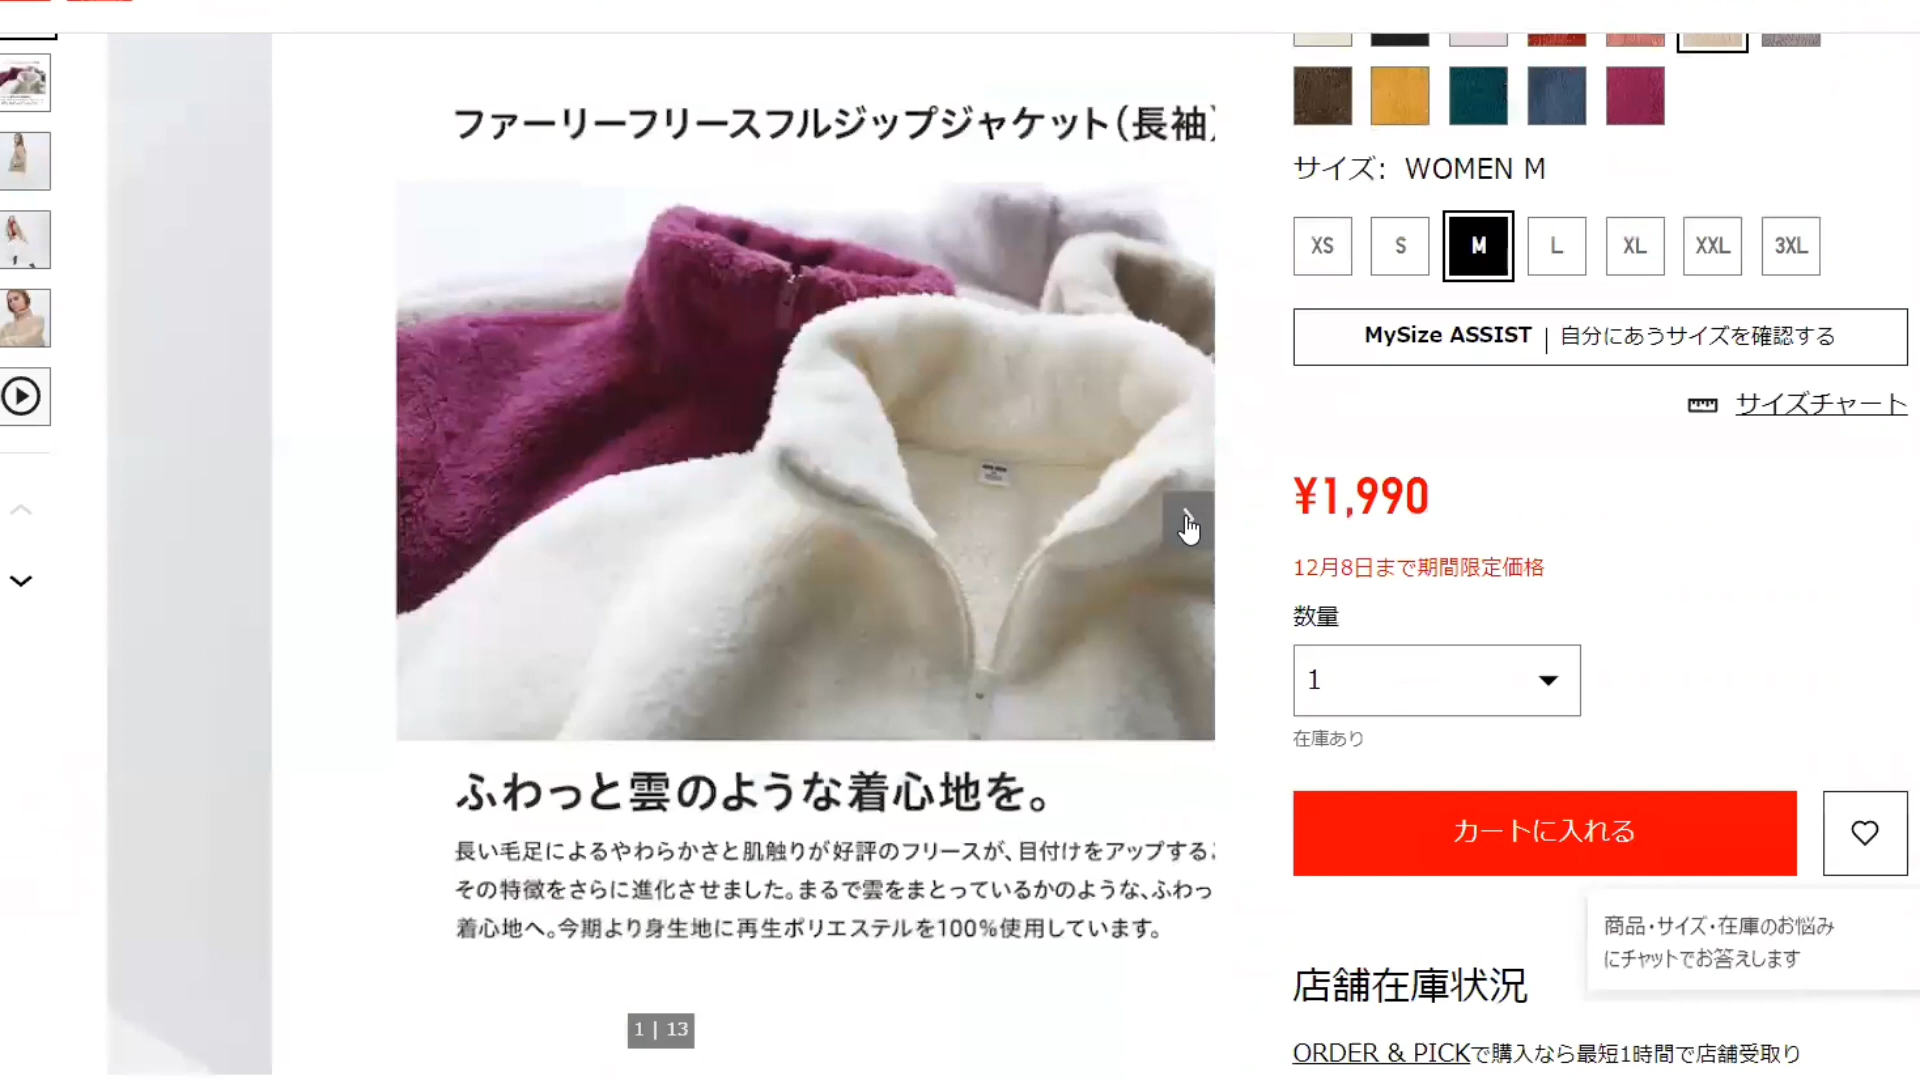 ファーリーフリースフルジップジャケット(長袖)
ふわっと雲のような着心地を。
長い毛足によるやわらかさと肌触りが好評のフリースが、目付けをアップする
その特徴をさらに進化させました。まるで雲をまとっているかのような、ふわっ
着心地へ。今期より身生地に再生ポリエステルを100%使用しています。
1 | 13
サイズ: WOMEN M
XS
S
M
L
XL
XXL
3XL
MySize ASSIST | 自分にあうサイズを確認する
サイズチャート
¥1,990
12月8日まで期間限定価格
数量
1
在庫あり
カートに入れる
商品・サイズ・在庫のお悩み
にチャットでお答えします
店舗在庫状況
ORDER & PICKで購入なら最短1時間で店舗受取り